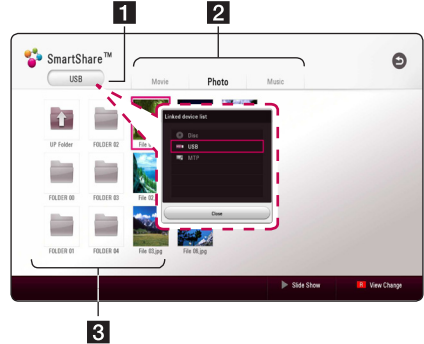 1
2
SmartShare™
USB
Movie
Photo
Music
Linked device list
Disc
USB
MTP
Close
UP Folder
FOLDER 02
FOLDER 00
FOLDER 03
File 02.
FOLDER 01
FOLDER 04
File 03.jpg
File 06.jpg
Slide Show
R View Change
3